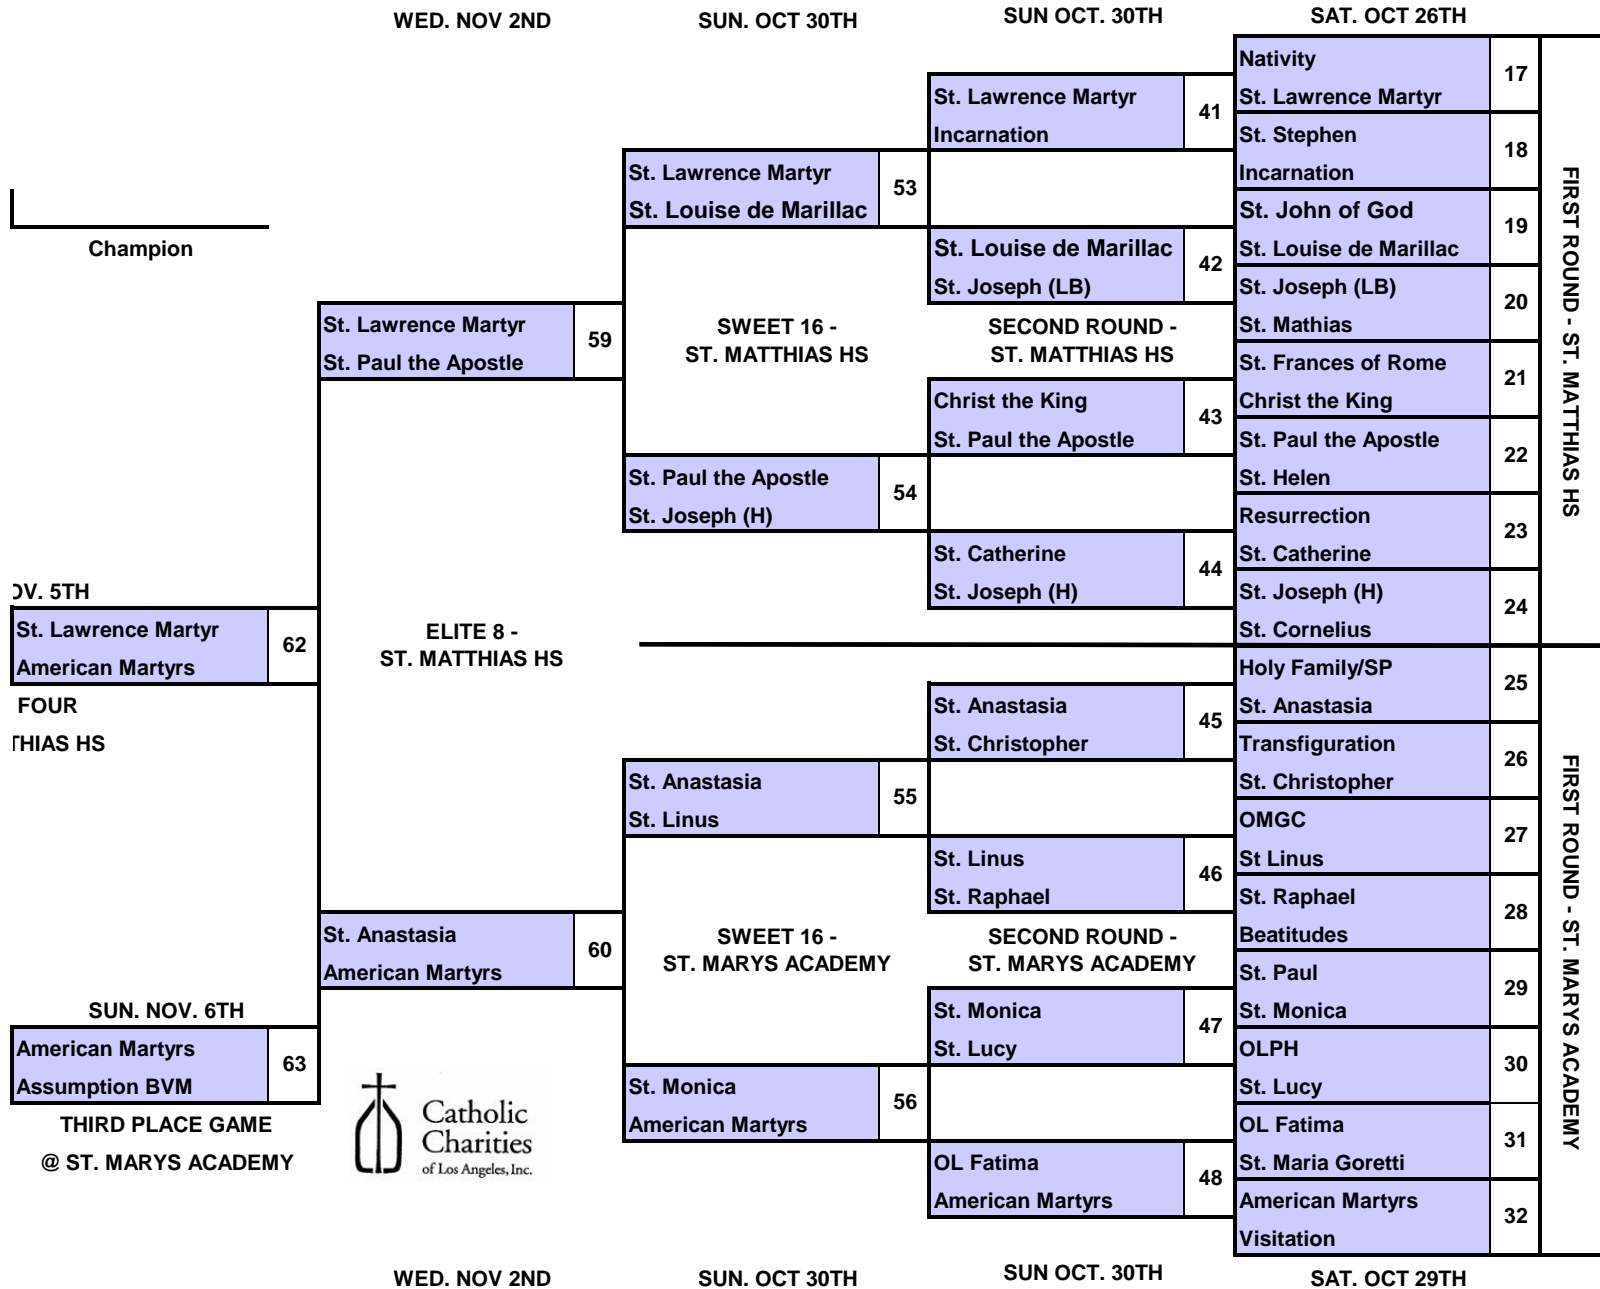 WED. NOV 2ND
SUN. OCT 30TH
SUN OCT. 30TH
SAT. OCT 26TH
Nativity
St. Lawrence Martyr
17
St. Stephen
Incarnation
18
St. John of God
St. Louise de Marillac
19
St. Joseph (LB)
St. Mathias
20
St. Frances of Rome
Christ the King
21
St. Paul the Apostle
St. Helen
22
Resurrection
St. Catherine
23
St. Joseph (H)
St. Cornelius
24
FIRST ROUND - ST. MATTHIAS HS
Holy Family/SP
St. Anastasia
25
Transfiguration
St. Christopher
26
OMGC
St Linus
27
St. Raphael
Beatitudes
28
St. Paul
St. Monica
29
OLPH
St. Lucy
30
OL Fatima
St. Maria Goretti
31
American Martyrs
Visitation
32
FIRST ROUND - ST. MARYS ACADEMY
St. Lawrence Martyr
Incarnation
41
St. Louise de Marillac
St. Joseph (LB)
42
SECOND ROUND -
ST. MATTHIAS HS
Christ the King
St. Paul the Apostle
43
St. Catherine
St. Joseph (H)
44
St. Anastasia
St. Christopher
45
St. Linus
St. Raphael
46
SECOND ROUND -
ST. MARYS ACADEMY
St. Monica
St. Lucy
47
OL Fatima
American Martyrs
48
St. Lawrence Martyr
St. Louise de Marillac
53
SWEET 16 -
ST. MATTHIAS HS
St. Paul the Apostle
St. Joseph (H)
54
St. Anastasia
St. Linus
55
SWEET 16 -
ST. MARYS ACADEMY
St. Monica
American Martyrs
56
St. Lawrence Martyr
St. Paul the Apostle
59
ELITE 8 -
ST. MATTHIAS HS
St. Anastasia
American Martyrs
60
Champion
OV. 5TH
St. Lawrence Martyr
American Martyrs
62
FOUR
THIAS HS
SUN. NOV. 6TH
American Martyrs
Assumption BVM
63
THIRD PLACE GAME
@ ST. MARYS ACADEMY
Catholic
Charities
of Los Angeles, Inc.
WED. NOV 2ND
SUN. OCT 30TH
SUN OCT. 30TH
SAT. OCT 29TH